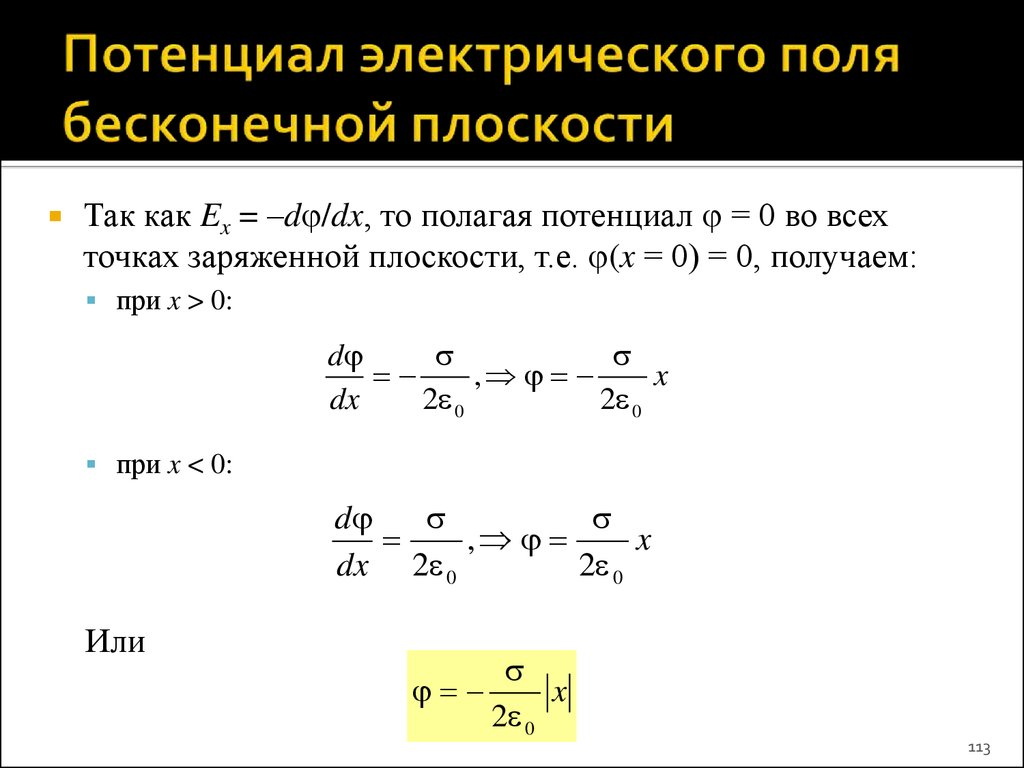 Потенциал электрического поля
бесконечной плоскости
Так как Eₓ = –dφ/dx, то полагая потенциал φ = 0 во всех
точках заряженной плоскости, т.е. φ(x = 0) = 0, получаем:
при x > 0:
dφ/dx = − σ/2ε₀ , ⇒ φ = − σ/2ε₀ x
при x < 0:
dφ/dx = σ/2ε₀ , ⇒ φ = σ/2ε₀ x
Или
φ = − σ/2ε₀ |x|
113